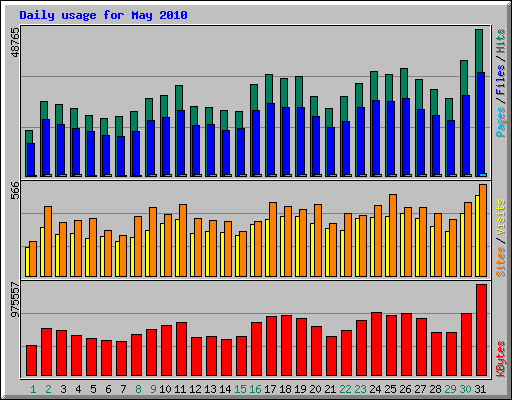 Daily usage for May 2010
48765
Pages / Files / Hits
566
Sites / Visits
975557
KBytes
1 2 3 4 5 6 7 8 9 10 11 12 13 14 15 16 17 18 19 20 21 22 23 24 25 26 27 28 29 30 31